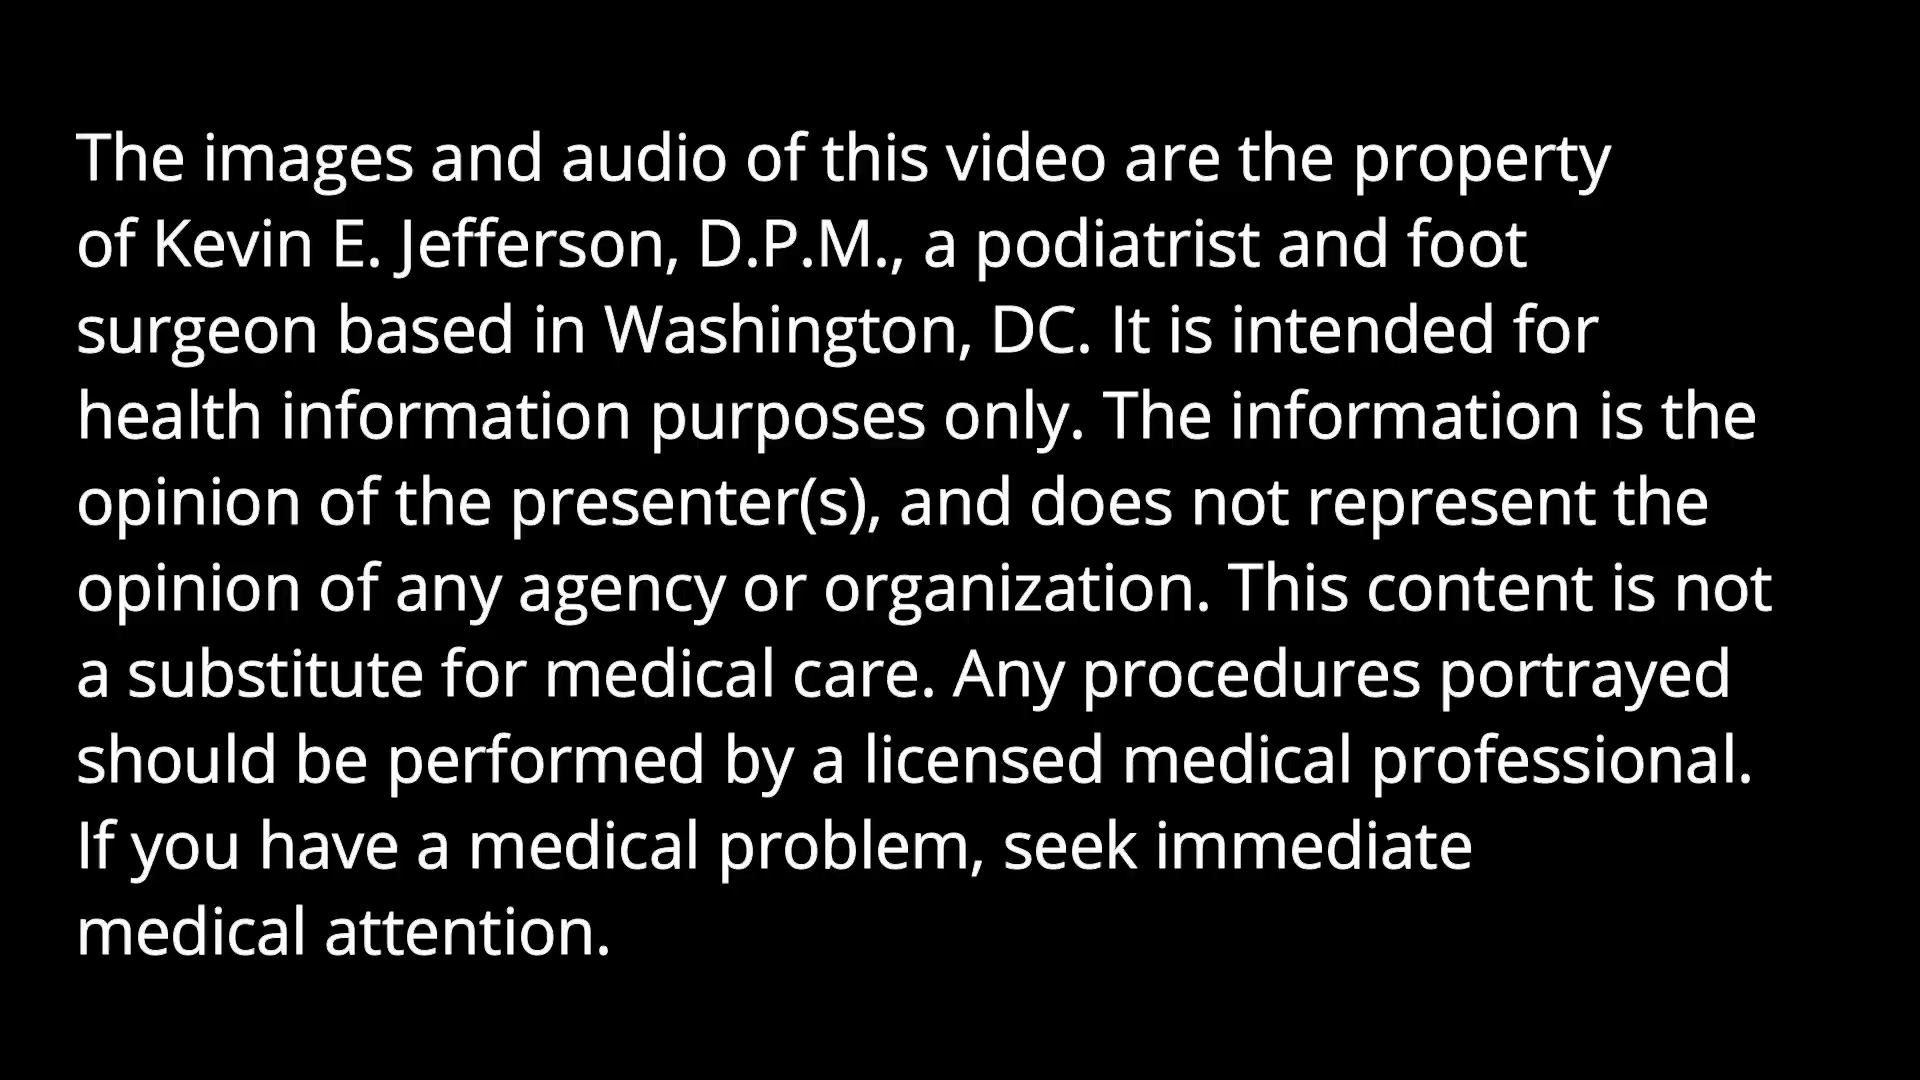 The images and audio of this video are the property
of Kevin E. Jefferson, D.P.M., a podiatrist and foot
surgeon based in Washington, DC. It is intended for
health information purposes only. The information is the
opinion of the presenter(s), and does not represent the
opinion of any agency or organization. This content is not
a substitute for medical care. Any procedures portrayed
should be performed by a licensed medical professional.
If you have a medical problem, seek immediate
medical attention.